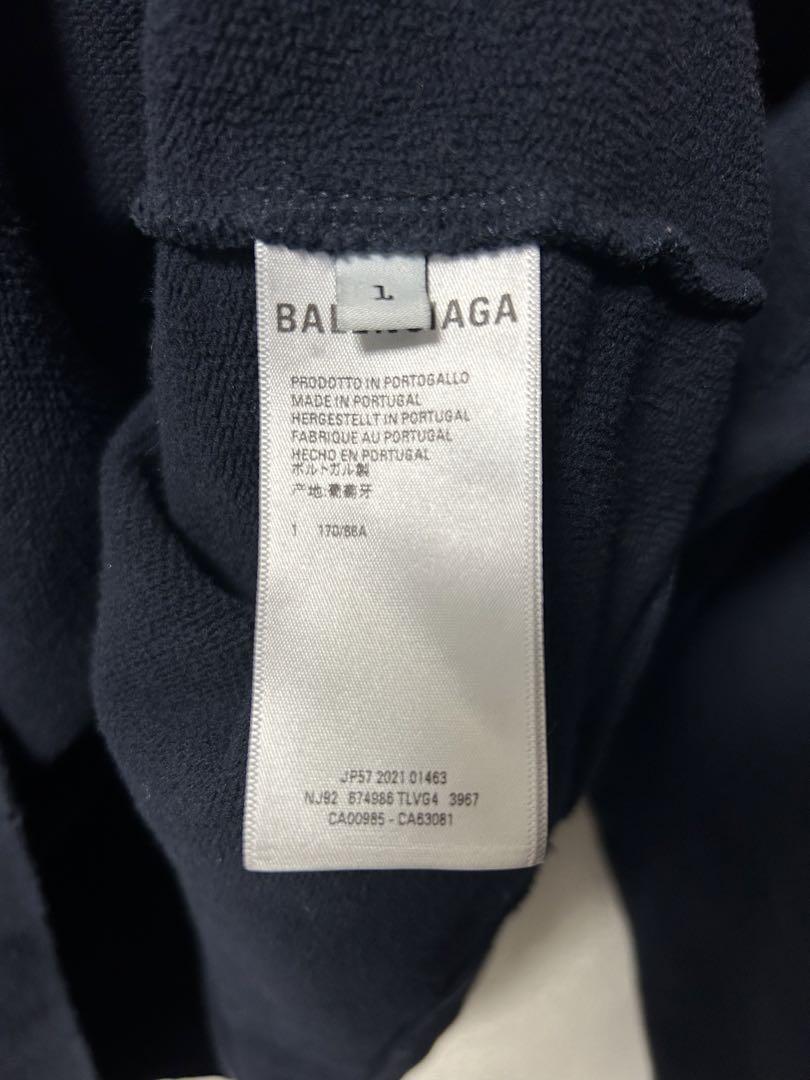 1
BALENCIAGA
PRODOTTO IN PORTOGALLO
MADE IN PORTUGAL
HERGESTELLT IN PORTUGAL
FABRIQUE AU PORTUGAL
HECHO EN PORTUGAL
ポルトガル製
产地:葡萄牙
1 170/88A
JP57 2021 01463
NJ92 674986 TLVG4 3967
CA00985 - CA63081